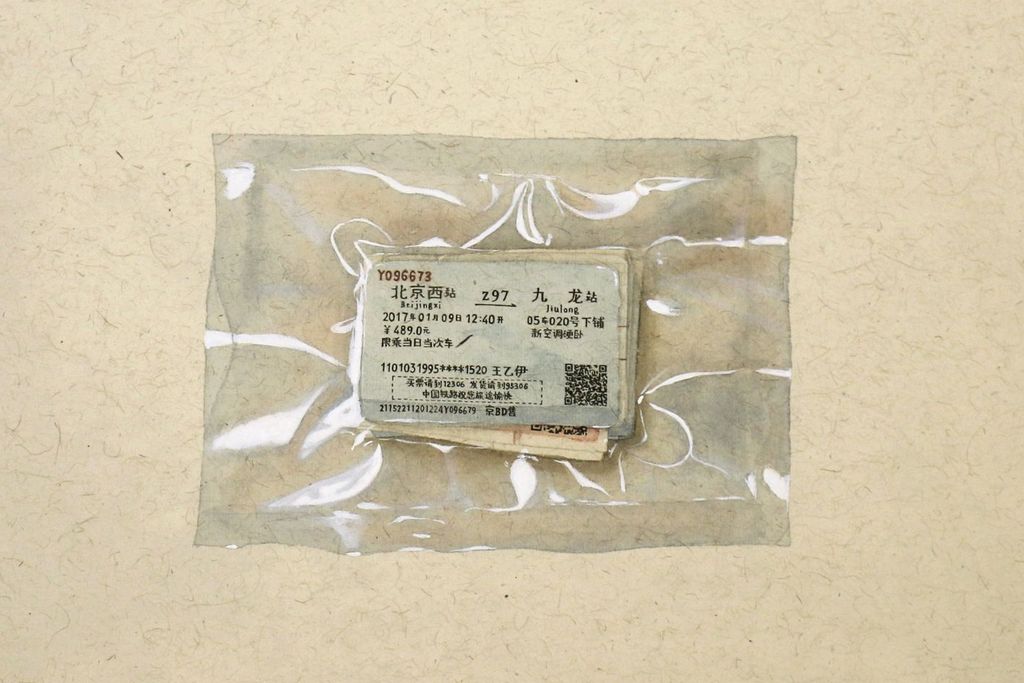 Y096673
北京西站 Z97 九龙站
Beijingxi Jiulong
2017年01月09日12:40开 05车020号下铺
￥489.0元 新空调硬卧
限乘当日当次车
1101031995****1520 王乙伊
买票请到12306 发货请到95306
中国铁路祝您旅途愉快
21152211201224Y096679 京BD售